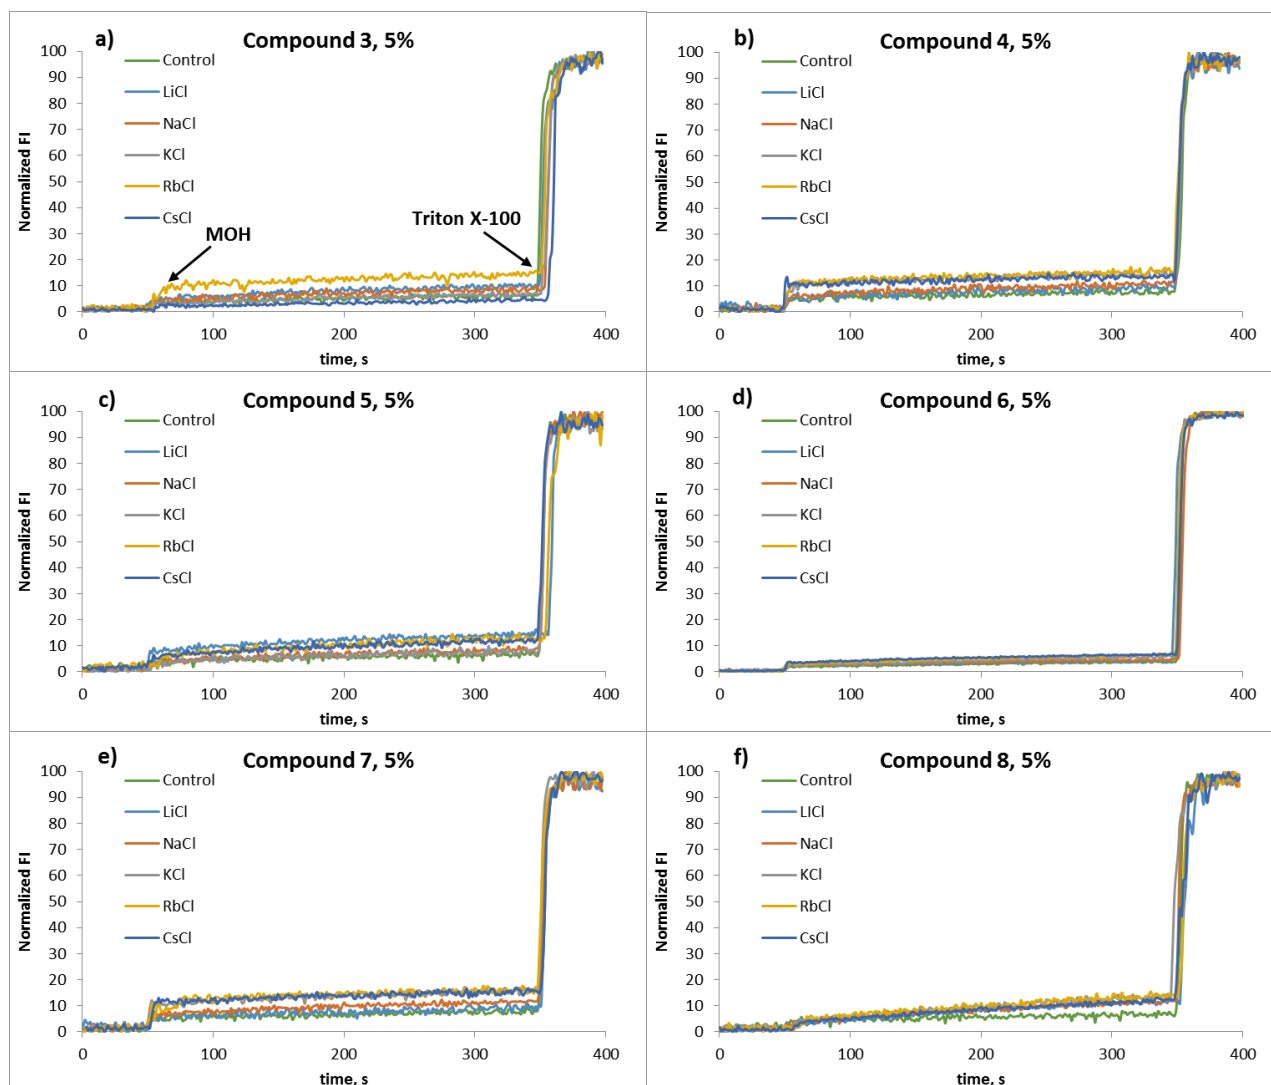 a)
Compound 3, 5%
100
90
80
70
60
50
40
30
20
10
0
Normalized FI
Control
LiCl
NaCl
KCl
RbCl
CsCl
MOH
Triton X-100
0 100 200 300 400
time, s
b)
Compound 4, 5%
100
90
80
70
60
50
40
30
20
10
0
Normalized FI
Control
LiCl
NaCl
KCl
RbCl
CsCl
0 100 200 300 400
time, s
c)
Compound 5, 5%
100
90
80
70
60
50
40
30
20
10
0
Normalized FI
Control
LiCl
NaCl
KCl
RbCl
CsCl
0 100 200 300 400
time, s
d)
Compound 6, 5%
100
90
80
70
60
50
40
30
20
10
0
Normalized FI
Control
LiCl
NaCl
KCl
RbCl
CsCl
0 100 200 300 400
time, s
e)
Compound 7, 5%
100
90
80
70
60
50
40
30
20
10
0
Normalized FI
Control
LiCl
NaCl
KCl
RbCl
CsCl
0 100 200 300 400
time, s
f)
Compound 8, 5%
100
90
80
70
60
50
40
30
20
10
0
Normalized FI
Control
LICl
NaCl
KCl
RbCl
CsCl
0 100 200 300 400
time, s